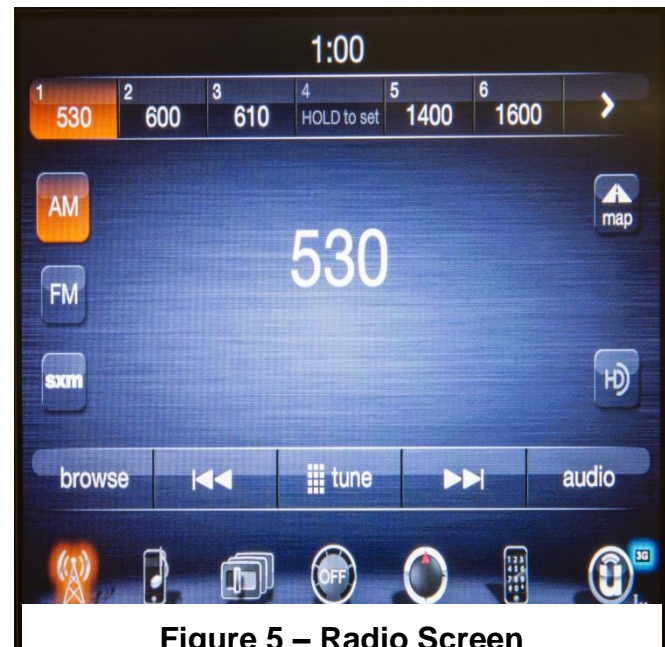 1:00
1 530 2 600 3 610 4 HOLD to set 5 1400 6 1600
AM
map
530
FM
sxm
HD
browse tune audio
OFF
3G
Figure 5 – Radio Screen